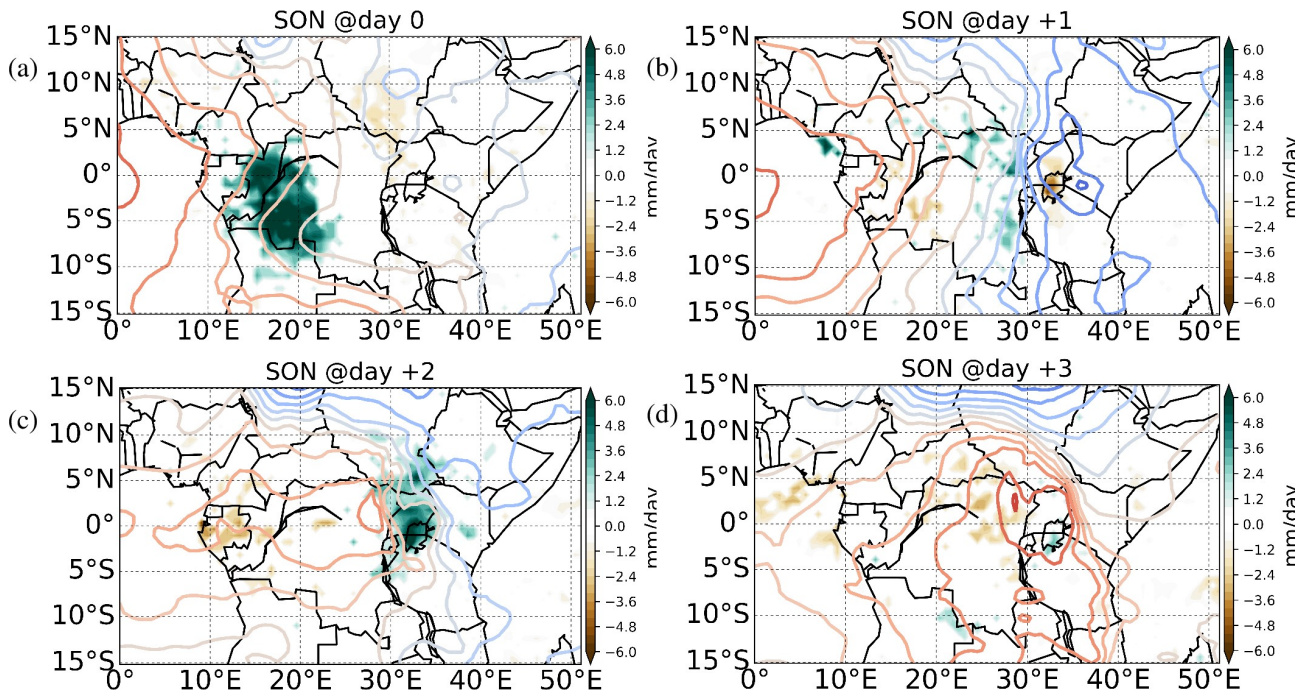 SON @day 0
(a)
15°N
10°N
5°N
0°
5°S
10°S
15°S
0°
10°E
20°E
30°E
40°E
50°E
6.0
4.8
3.6
2.4
1.2
0.0
−1.2
−2.4
−3.6
−4.8
−6.0
mm/day
SON @day +1
(b)
15°N
10°N
5°N
0°
5°S
10°S
15°S
0°
10°E
20°E
30°E
40°E
50°E
6.0
4.8
3.6
2.4
1.2
0.0
−1.2
−2.4
−3.6
−4.8
−6.0
mm/day
SON @day +2
(c)
15°N
10°N
5°N
0°
5°S
10°S
15°S
0°
10°E
20°E
30°E
40°E
50°E
6.0
4.8
3.6
2.4
1.2
0.0
−1.2
−2.4
−3.6
−4.8
−6.0
mm/day
SON @day +3
(d)
15°N
10°N
5°N
0°
5°S
10°S
15°S
0°
10°E
20°E
30°E
40°E
50°E
6.0
4.8
3.6
2.4
1.2
0.0
−1.2
−2.4
−3.6
−4.8
−6.0
mm/day